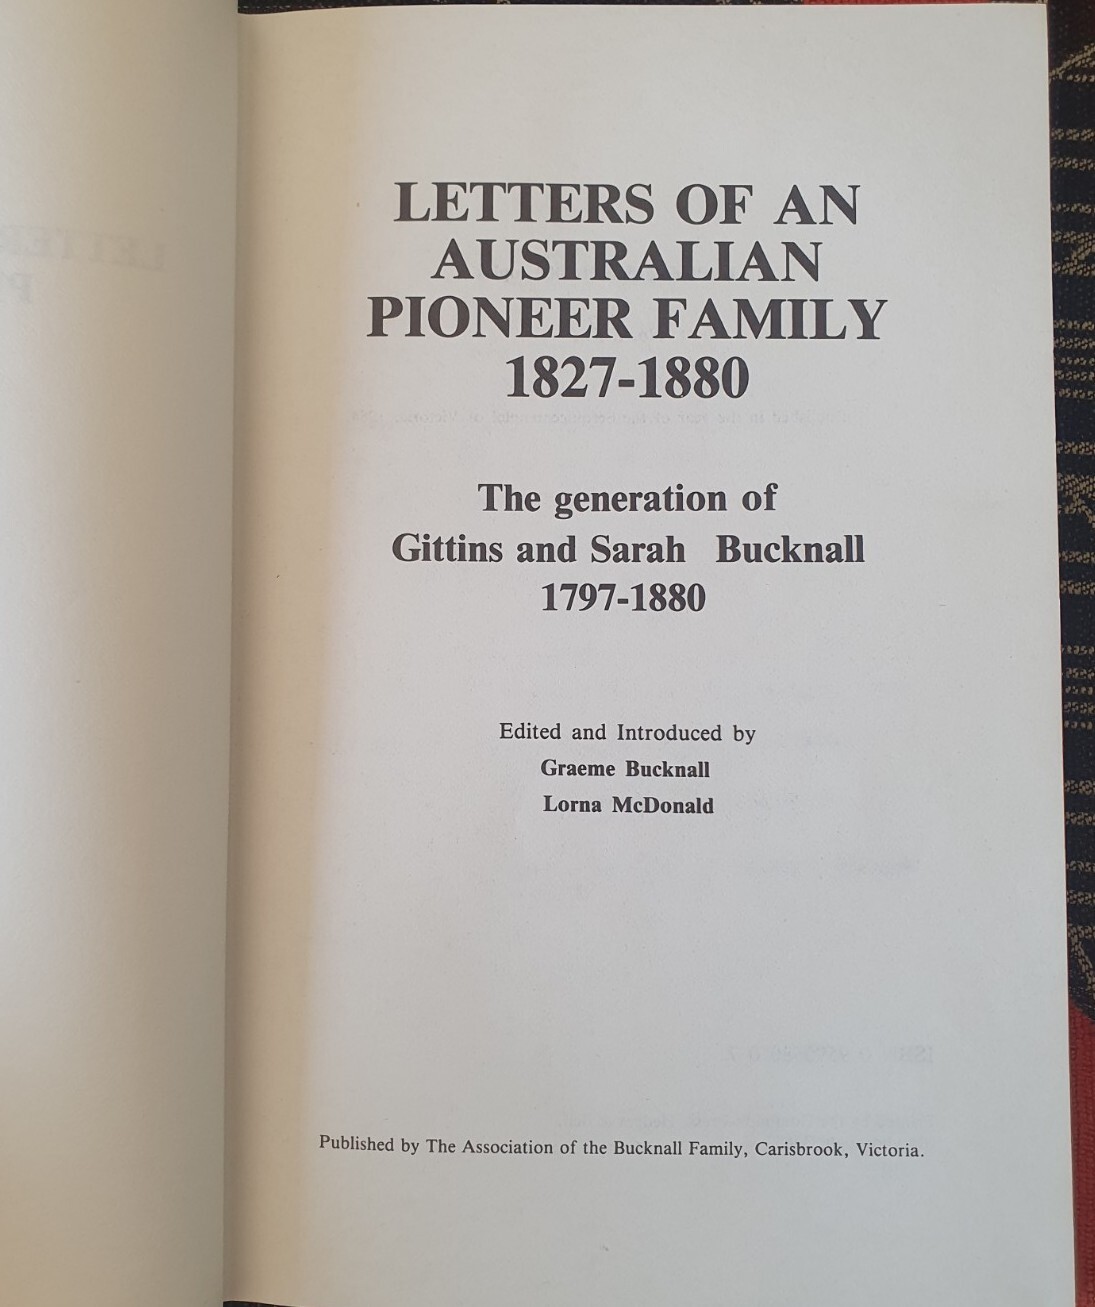 LETTERS OF AN
AUSTRALIAN
PIONEER FAMILY
1827-1880
The generation of
Gittins and Sarah Bucknall
1797-1880
Edited and Introduced by
Graeme Bucknall
Lorna McDonald
Published by The Association of the Bucknall Family, Carisbrook, Victoria.